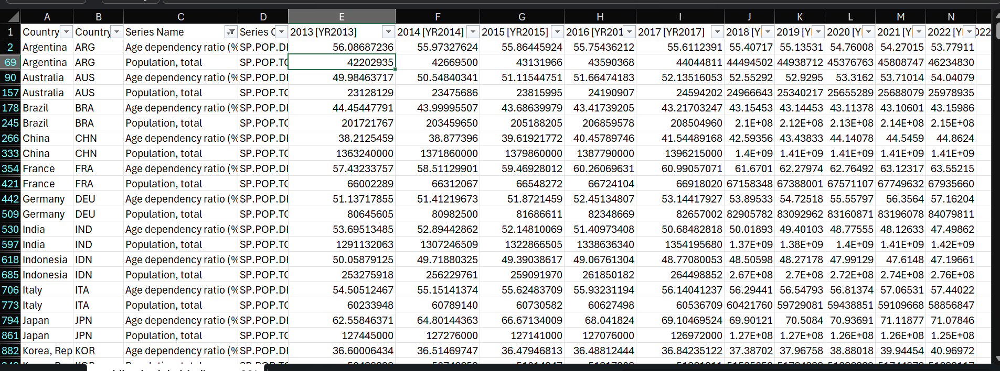 A B C D E F G H I J K L M N
1 Country Country Series Name Series C 2013 [YR2013] 2014 [YR2014] 2015 [YR2015] 2016 [YR201 2017 [YR2017] 2018 [Y 2019 [Y 2020 [Y 2021 [Y 2022 [Y 022
2 Argentina ARG Age dependency ratio (% SP.POP.DI 56.08687236 55.97327624 55.86445924 55.75436212 55.6112391 55.40717 55.13531 54.76008 54.27015 53.77911
69 Argentina ARG Population, total SP.POP.TO 42202935 42669500 43131966 43590368 44044811 44494502 44938712 45376763 45808747 46234830
90 Australia AUS Age dependency ratio (% SP.POP.DI 49.98463717 50.54840341 51.11544751 51.66474183 52.13516053 52.55292 52.9295 53.3162 53.71014 54.04079
157 Australia AUS Population, total SP.POP.TO 23128129 23475686 23815995 24190907 24594202 24966643 25340217 25655289 25688079 25978935
178 Brazil BRA Age dependency ratio (% SP.POP.DI 44.45447791 43.99995507 43.68639979 43.41739205 43.21703247 43.15453 43.14453 43.11378 43.10601 43.15986
245 Brazil BRA Population, total SP.POP.TO 201721767 203459650 205188205 206859578 208504960 2.1E+08 2.12E+08 2.13E+08 2.14E+08 2.15E+08
266 China CHN Age dependency ratio (% SP.POP.DI 38.2125459 38.877396 39.61921772 40.45789746 41.54489168 42.59356 43.43833 44.14078 44.5459 44.8624
333 China CHN Population, total SP.POP.TO 1363240000 1371860000 1379860000 1387790000 1396215000 1.4E+09 1.41E+09 1.41E+09 1.41E+09 1.41E+09
354 France FRA Age dependency ratio (% SP.POP.DI 57.43233757 58.51129901 59.46928012 60.26069631 60.99057071 61.6701 62.27974 62.76492 63.12317 63.55215
421 France FRA Population, total SP.POP.TO 66002289 66312067 66548272 66724104 66918020 67158348 67388001 67571107 67749632 67935660
442 Germany DEU Age dependency ratio (% SP.POP.DI 51.13717855 51.41219673 51.8721459 52.45134807 53.14417927 53.89533 54.72518 55.55797 56.3564 57.16204
509 Germany DEU Population, total SP.POP.TO 80645605 80982500 81686611 82348669 82657002 82905782 83092962 83160871 83196078 84079811
530 India IND Age dependency ratio (% SP.POP.DI 53.69513485 52.89442862 52.14810069 51.40973408 50.68482818 50.01893 49.40103 48.77555 48.12633 47.49862
597 India IND Population, total SP.POP.TO 1291132063 1307246509 1322866505 1338636340 1354195680 1.37E+09 1.38E+09 1.4E+09 1.41E+09 1.42E+09
618 Indonesia IDN Age dependency ratio (% SP.POP.DI 50.05879125 49.71880325 49.39038617 49.06761304 48.77080053 48.50598 48.27178 47.99129 47.6148 47.19661
685 Indonesia IDN Population, total SP.POP.TO 253275918 256229761 259091970 261850182 264498852 2.67E+08 2.7E+08 2.72E+08 2.74E+08 2.76E+08
706 Italy ITA Age dependency ratio (% SP.POP.DI 54.50512467 55.15141374 55.62483709 55.93231194 56.14041237 56.29441 56.54793 56.81374 57.06531 57.44022
773 Italy ITA Population, total SP.POP.TO 60233948 60789140 60730582 60627498 60536709 60421760 59729081 59438851 59109668 58856847
794 Japan JPN Age dependency ratio (% SP.POP.DI 62.55846371 64.80144363 66.67134009 68.041824 69.10469524 69.90121 70.5084 70.93691 71.11877 71.07846
861 Japan JPN Population, total SP.POP.TO 127445000 127276000 127141000 127076000 126972000 1.27E+08 1.27E+08 1.26E+08 1.26E+08 1.25E+08
882 Korea, Rep KOR Age dependency ratio (% SP.POP.DI 36.60006434 36.51469747 36.47946813 36.48812444 36.84235122 37.38702 37.96758 38.88018 39.94454 40.96972